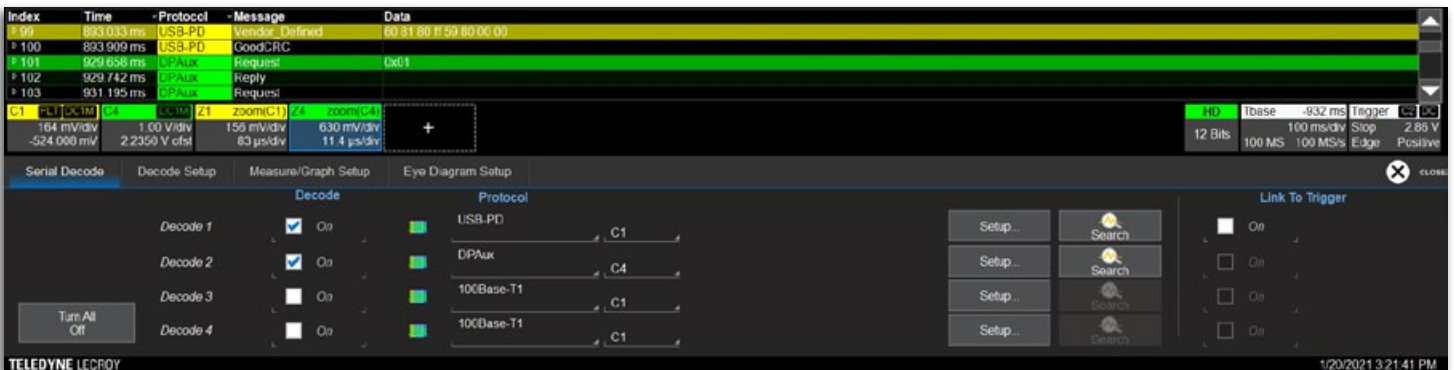 Index Time Protocol Message Data
99 893.033 ms USB-PD Vendor_Defined 60 81 80 ff 59 80 00 00
100 893.909 ms USB-PD GoodCRC
101 929.658 ms DPAux Request 0x01
102 929.742 ms DPAux Reply
103 931.195 ms DPAux Request
C1 FLT DC1M C4 DC1M Z1 zoom(C1) Z4 zoom(C4) HD Tbase -932 ms Trigger C2 DC
164 mV/div 1.00 V/div 156 mV/div 630 mV/div + 12 Bits 100 ms/div Stop 2.86 V
-524.008 mV 2.2350 V ofst 83 µs/div 11.4 µs/div 100 MS 100 MS/s Edge Positive
Serial Decode Decode Setup Measure/Graph Setup Eye Diagram Setup CLOSE
Decode Protocol Link To Trigger
Decode 1 On USB-PD C1 Setup... Search On
Decode 2 On DPAux C4 Setup... Search On
Decode 3 On 100Base-T1 C1 Setup... Search On
Turn All Off
Decode 4 On 100Base-T1 C1 Setup... Search On
TELEDYNE LECROY 1/20/2021 3:21:41 PM